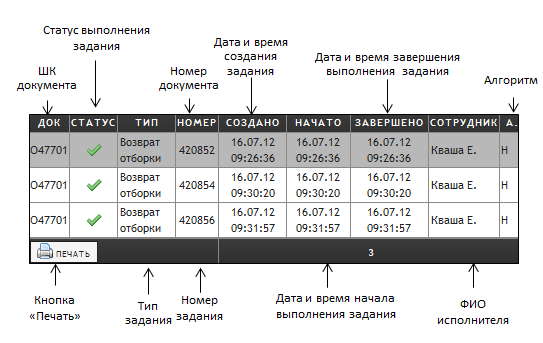 Статус выполнения
задания
Дата и время
создания
задания
Дата и время завершения
выполнения задания
ШК
документа
Номер
документа
Алгоритм
ДОК СТАТУС ТИП НОМЕР СОЗДАНО НАЧАТО ЗАВЕРШЕНО СОТРУДНИК А.
О47701 Возврат отборки 420852 16.07.12 09:26:36 16.07.12 09:26:36 16.07.12 09:26:36 Кваша Е. Н
О47701 Возврат отборки 420854 16.07.12 09:30:20 16.07.12 09:30:20 16.07.12 09:30:20 Кваша Е. Н
О47701 Возврат отборки 420856 16.07.12 09:31:57 16.07.12 09:31:57 16.07.12 09:31:57 Кваша Е. Н
ПЕЧАТЬ 3
Кнопка
«Печать»
Тип
задания
Номер
задания
Дата и время начала
выполнения задания
ФИО
исполнителя